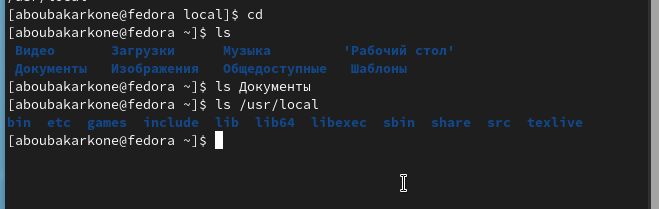 [aboubakarkone@fedora local]$ cd
[aboubakarkone@fedora ~]$ ls
Видео Загрузки Музыка 'Рабочий стол'
Документы Изображения Общедоступные Шаблоны
[aboubakarkone@fedora ~]$ ls Документы
[aboubakarkone@fedora ~]$ ls /usr/local
bin etc games include lib lib64 libexec sbin share src texlive
[aboubakarkone@fedora ~]$